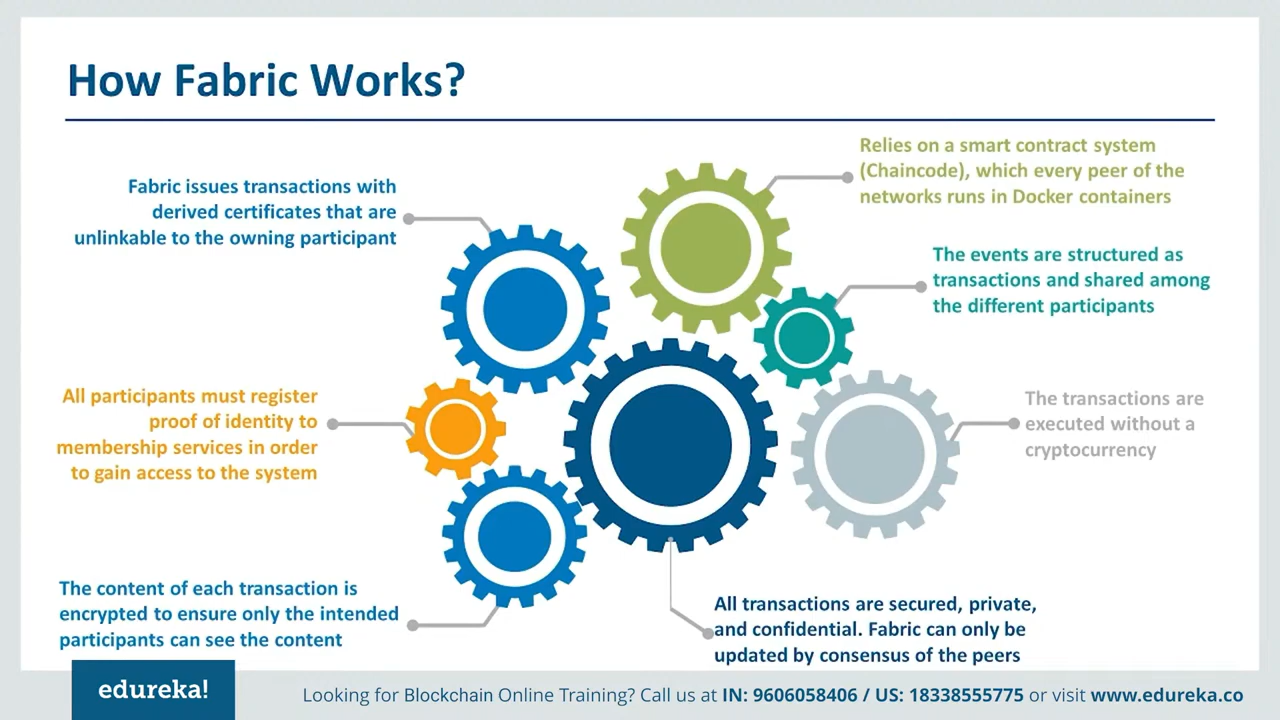 How Fabric Works?
Fabric issues transactions with
derived certificates that are
unlinkable to the owning participant
Relies on a smart contract system
(Chaincode), which every peer of the
networks runs in Docker containers
The events are structured as
transactions and shared among
the different participants
All participants must register
proof of identity to
membership services in order
to gain access to the system
The transactions are
executed without a
cryptocurrency
The content of each transaction is
encrypted to ensure only the intended
participants can see the content
All transactions are secured, private,
and confidential. Fabric can only be
updated by consensus of the peers
edureka!
Looking for Blockchain Online Training? Call us at IN: 9606058406 / US: 18338555775 or visit www.edureka.co